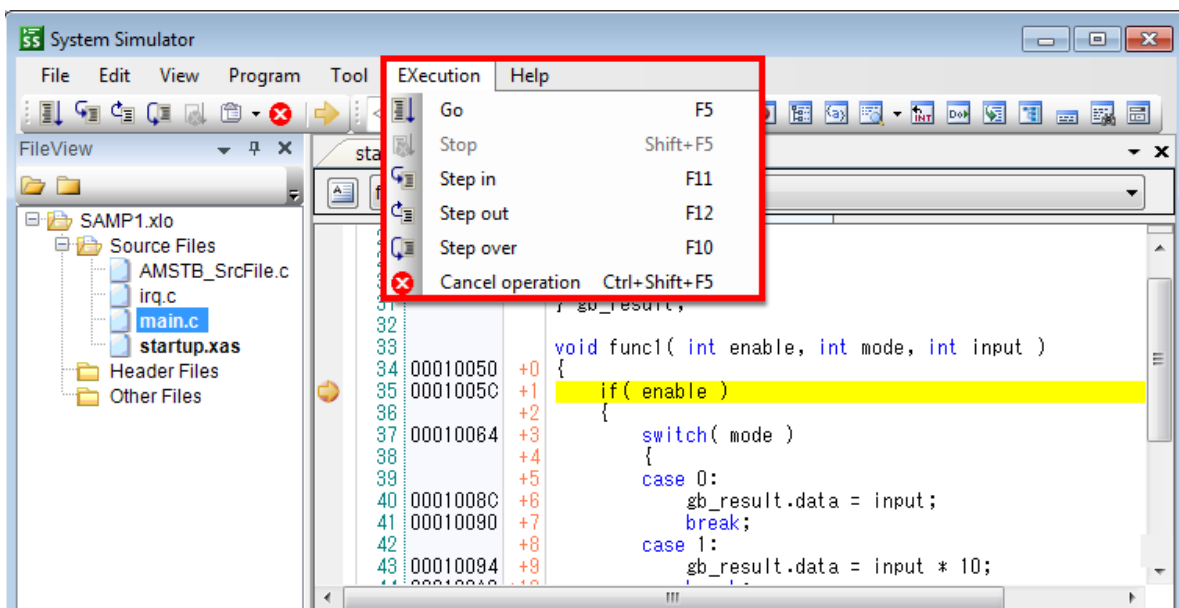 System Simulator
File Edit View Program Tool EXecution Help
Go F5
Stop Shift+F5
Step in F11
Step out F12
Step over F10
Cancel operation Ctrl+Shift+F5
FileView
SAMP1.xlo
Source Files
AMSTB_SrcFile.c
irq.c
main.c
startup.xas
Header Files
Other Files
sta
f
31 } gb_result;
32
33 void func1( int enable, int mode, int input )
34 00010050 +0 {
35 0001005C +1 if( enable )
36 +2 {
37 00010064 +3 switch( mode )
38 +4 {
39 +5 case 0:
40 0001008C +6 gb_result.data = input;
41 00010090 +7 break;
42 +8 case 1:
43 00010094 +9 gb_result.data = input * 10;